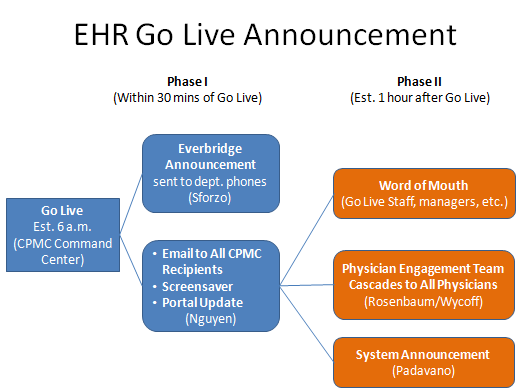 EHR Go Live Announcement
Phase I
(Within 30 mins of Go Live)
Phase II
(Est. 1 hour after Go Live)
Go Live
Est. 6 a.m.
(CPMC Command
Center)
Everbridge
Announcement
sent to dept. phones
(Sforzo)
• Email to All CPMC
Recipients
• Screensaver
• Portal Update
(Nguyen)
Word of Mouth
(Go Live Staff, managers, etc.)
Physician Engagement Team
Cascades to All Physicians
(Rosenbaum/Wycoff)
System Announcement
(Padavano)